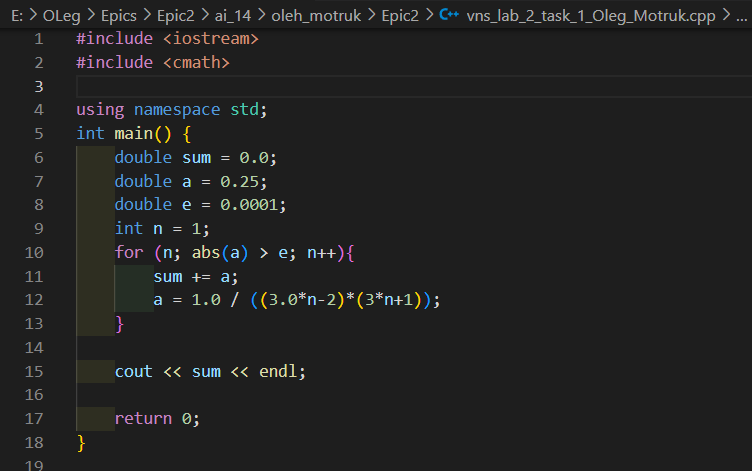 E: > OLeg > Epics > Epic2 > ai_14 > oleh_motruk > Epic2 > C++ vns_lab_2_task_1_Oleg_Motruk.cpp > ...
1 #include <iostream>
2 #include <cmath>
3
4 using namespace std;
5 int main() {
6     double sum = 0.0;
7     double a = 0.25;
8     double e = 0.0001;
9     int n = 1;
10     for (n; abs(a) > e; n++){
11         sum += a;
12         a = 1.0 / ((3.0*n-2)*(3*n+1));
13     }
14
15     cout << sum << endl;
16
17     return 0;
18 }
19